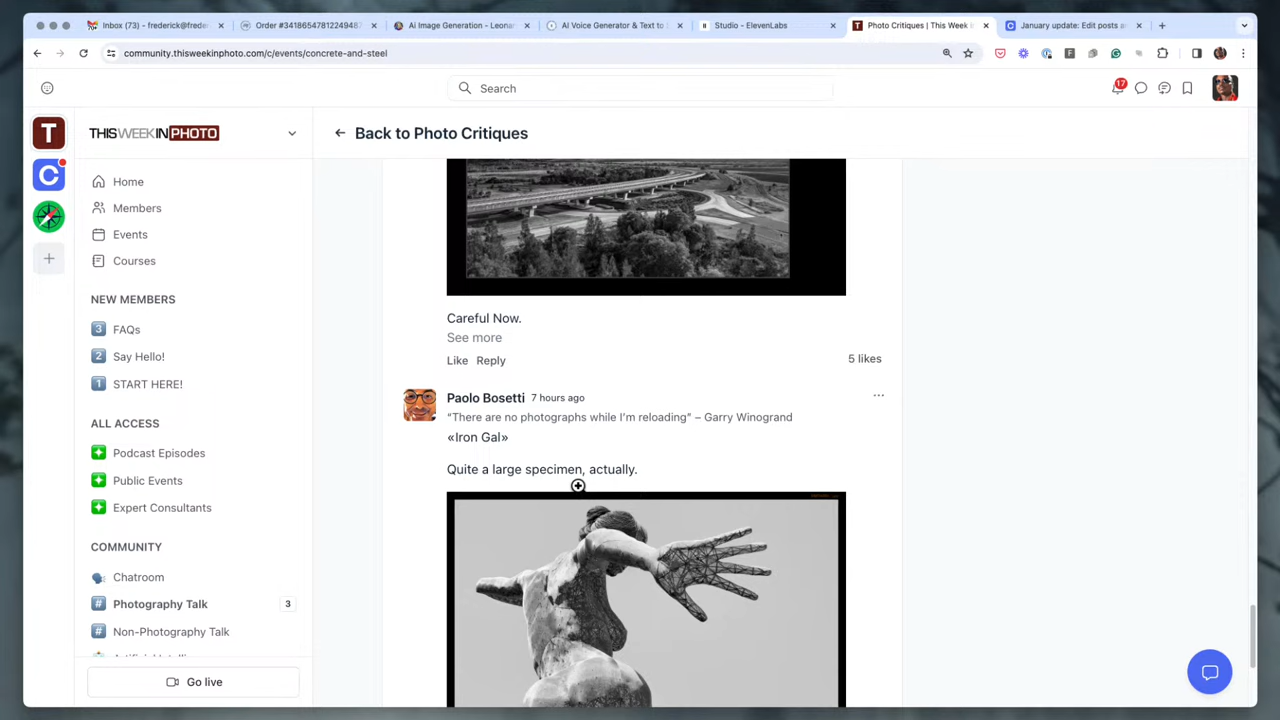 Inbox (73) - frederick@freder
Order #34186547812249487
Ai Image Generation - Leonar
AI Voice Generator & Text to S
Studio - ElevenLabs
Photo Critiques | This Week i
January update: Edit posts a
community.thisweekinphoto.com/c/events/concrete-and-steel
Search
17
T
C
THISWEEKINPHOTO
Back to Photo Critiques
Home
Members
Events
Courses
NEW MEMBERS
3 FAQs
2 Say Hello!
1 START HERE!
ALL ACCESS
Podcast Episodes
Public Events
Expert Consultants
COMMUNITY
Chatroom
# Photography Talk 3
# Non-Photography Talk
Go live
Careful Now.
See more
Like Reply 5 likes
Paolo Bosetti 7 hours ago
“There are no photographs while I’m reloading” – Garry Winogrand
«Iron Gal»
Quite a large specimen, actually.